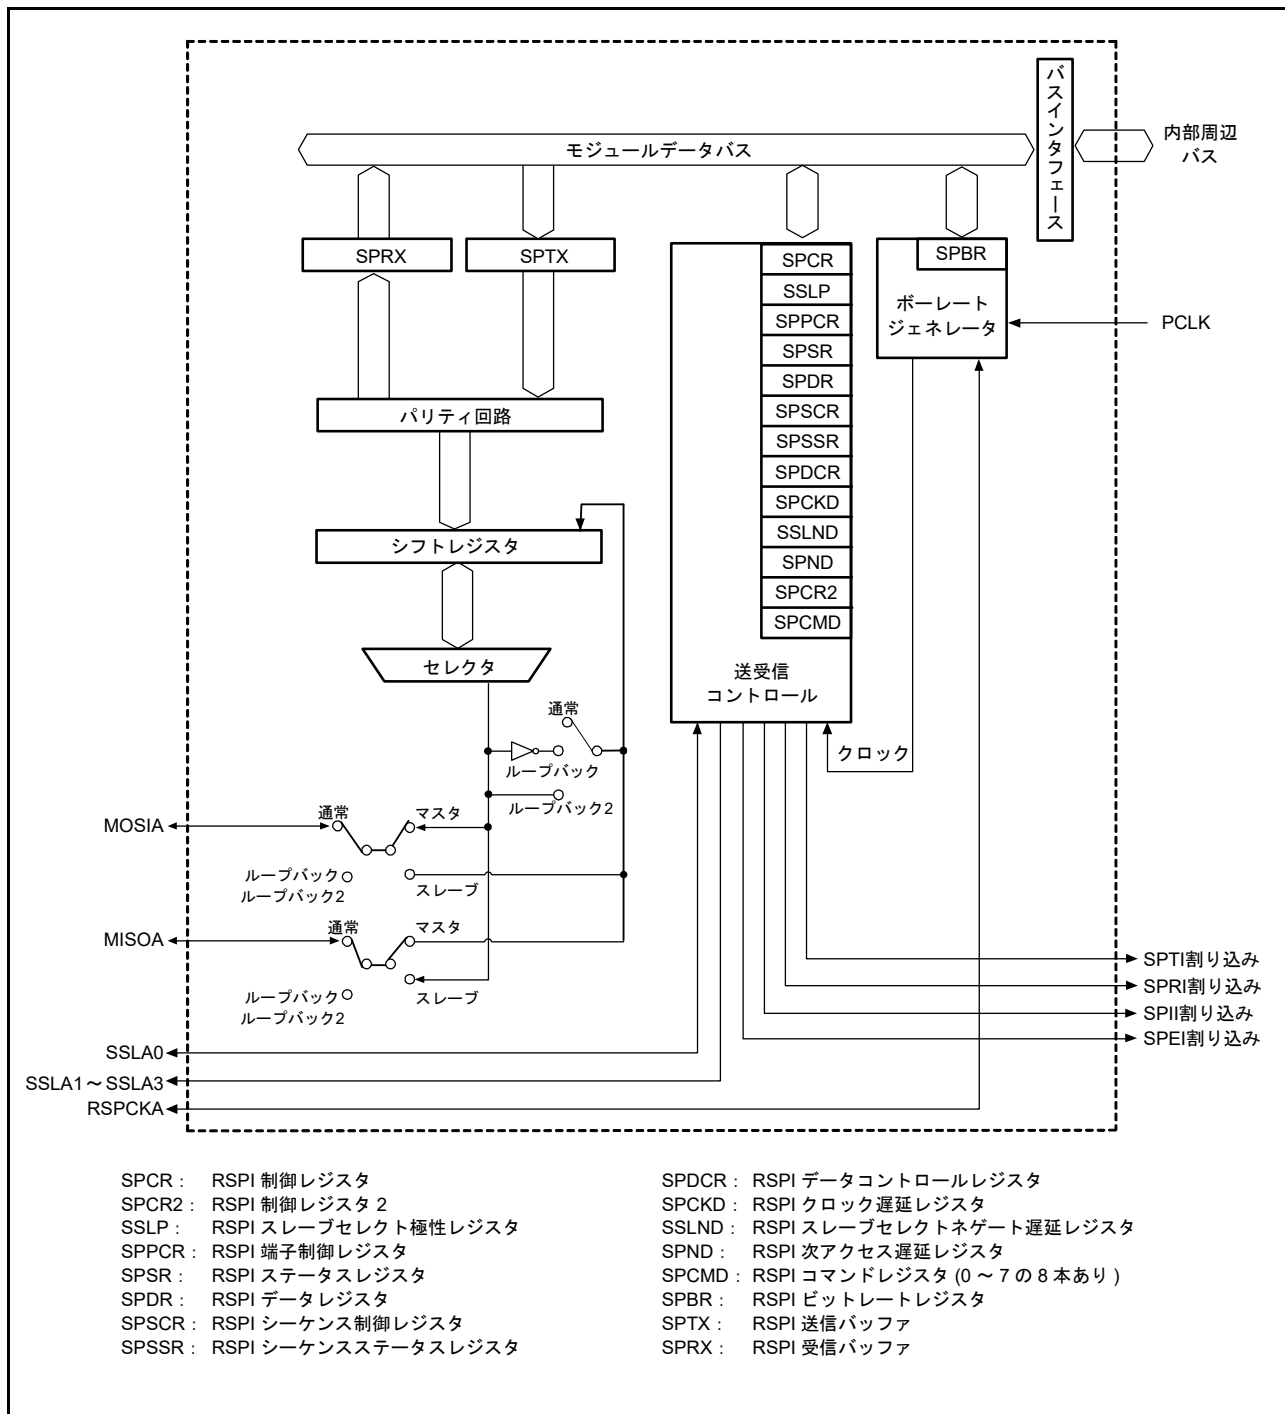 バスインタフェース
内部周辺
バス
モジュールデータバス
SPRX
SPTX
SPCR
SSLP
SPPCR
SPSR
SPDR
SPSCR
SPSSR
SPDCR
SPCKD
SSLND
SPND
SPCR2
SPCMD
送受信
コントロール
SPBR
ボーレート
ジェネレータ
PCLK
パリティ回路
シフトレジスタ
セレクタ
通常
ループバック
ループバック2
クロック
MOSIA
通常
マスタ
ループバック
ループバック2
スレーブ
MISOA
通常
マスタ
ループバック
ループバック2
スレーブ
SPTI割り込み
SPRI割り込み
SPII割り込み
SPEI割り込み
SSLA0
SSLA1～SSLA3
RSPCKA
SPCR : RSPI 制御レジスタ
SPCR2 : RSPI 制御レジスタ 2
SSLP : RSPI スレーブセレクト極性レジスタ
SPPCR : RSPI 端子制御レジスタ
SPSR : RSPI ステータスレジスタ
SPDR : RSPI データレジスタ
SPSCR : RSPI シーケンス制御レジスタ
SPSSR : RSPI シーケンスステータスレジスタ
SPDCR : RSPI データコントロールレジスタ
SPCKD : RSPI クロック遅延レジスタ
SSLND : RSPI スレーブセレクトネゲート遅延レジスタ
SPND : RSPI 次アクセス遅延レジスタ
SPCMD : RSPI コマンドレジスタ (0 ～ 7 の 8 本あり )
SPBR : RSPI ビットレートレジスタ
SPTX : RSPI 送信バッファ
SPRX : RSPI 受信バッファ